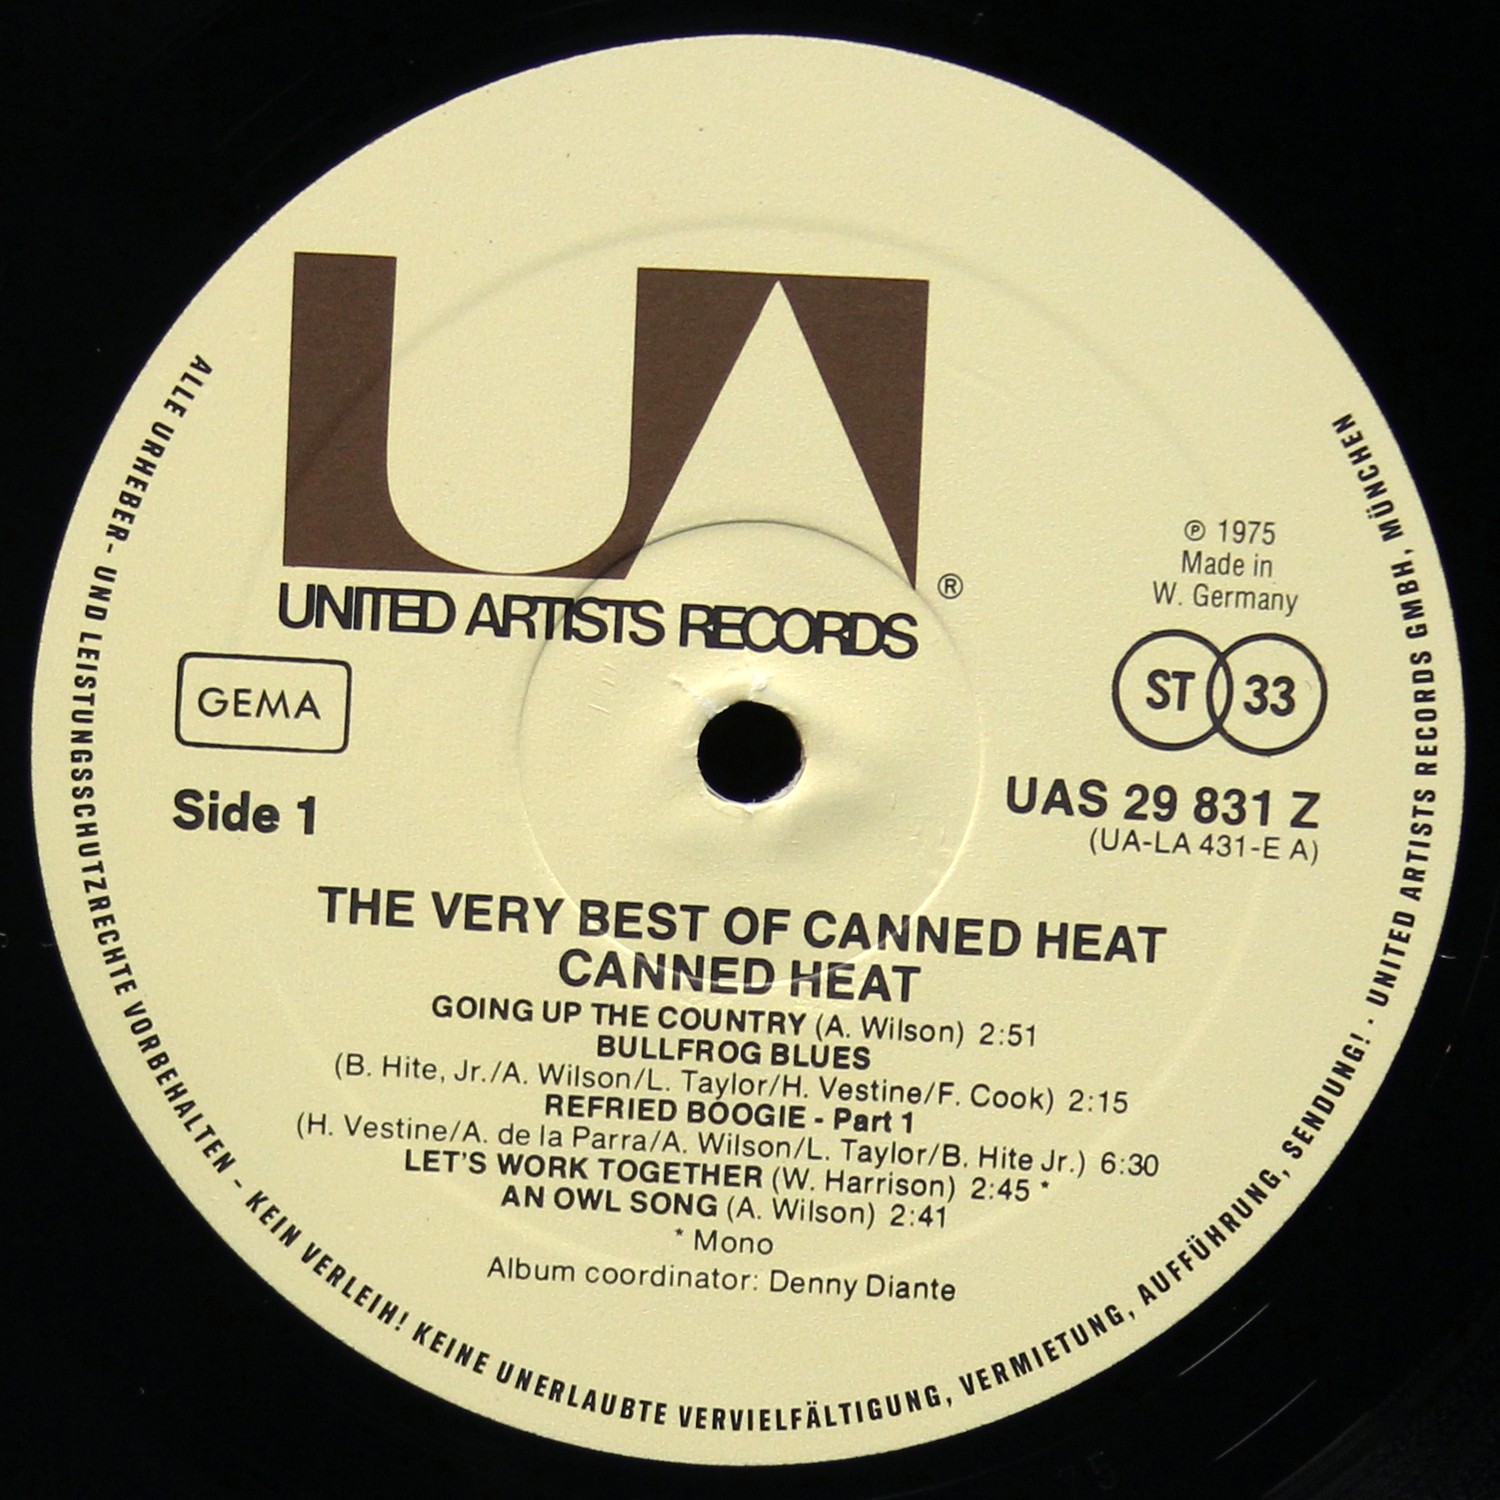 UA
®
UNITED ARTISTS RECORDS
℗ 1975
Made in
W. Germany
GEMA
ST 33
Side 1
UAS 29 831 Z
(UA-LA 431-E A)
THE VERY BEST OF CANNED HEAT
CANNED HEAT
GOING UP THE COUNTRY (A. Wilson) 2:51
BULLFROG BLUES
(B. Hite, Jr./A. Wilson/L. Taylor/H. Vestine/F. Cook) 2:15
REFRIED BOOGIE - Part 1
(H. Vestine/A. de la Parra/A. Wilson/L. Taylor/B. Hite Jr.) 6:30
LET'S WORK TOGETHER (W. Harrison) 2:45 *
AN OWL SONG (A. Wilson) 2:41
* Mono
Album coordinator: Denny Diante
ALLE URHEBER- UND LEISTUNGSSCHUTZRECHTE VORBEHALTEN - KEIN VERLEIH! KEINE UNERLAUBTE VERVIELFÄLTIGUNG, VERMIETUNG, AUFFÜHRUNG, SENDUNG! · UNITED ARTISTS RECORDS GMBH, MÜNCHEN